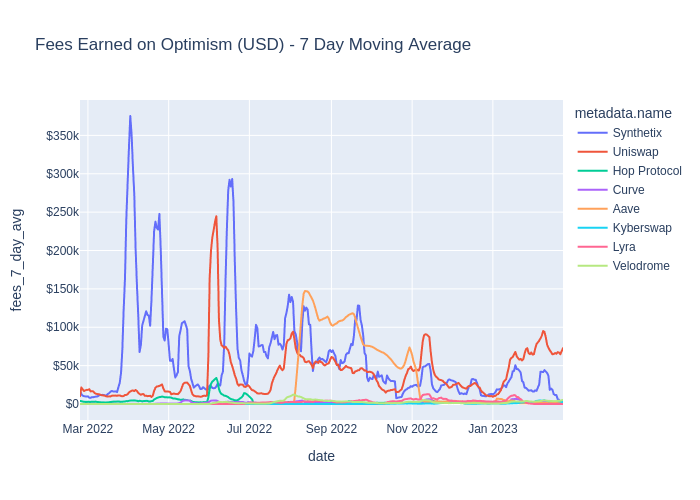 Fees Earned on Optimism (USD) - 7 Day Moving Average
metadata.name
Synthetix
Uniswap
Hop Protocol
Curve
Aave
Kyberswap
Lyra
Velodrome
fees_7_day_avg
$350k
$300k
$250k
$200k
$150k
$100k
$50k
$0
Mar 2022 May 2022 Jul 2022 Sep 2022 Nov 2022 Jan 2023
date